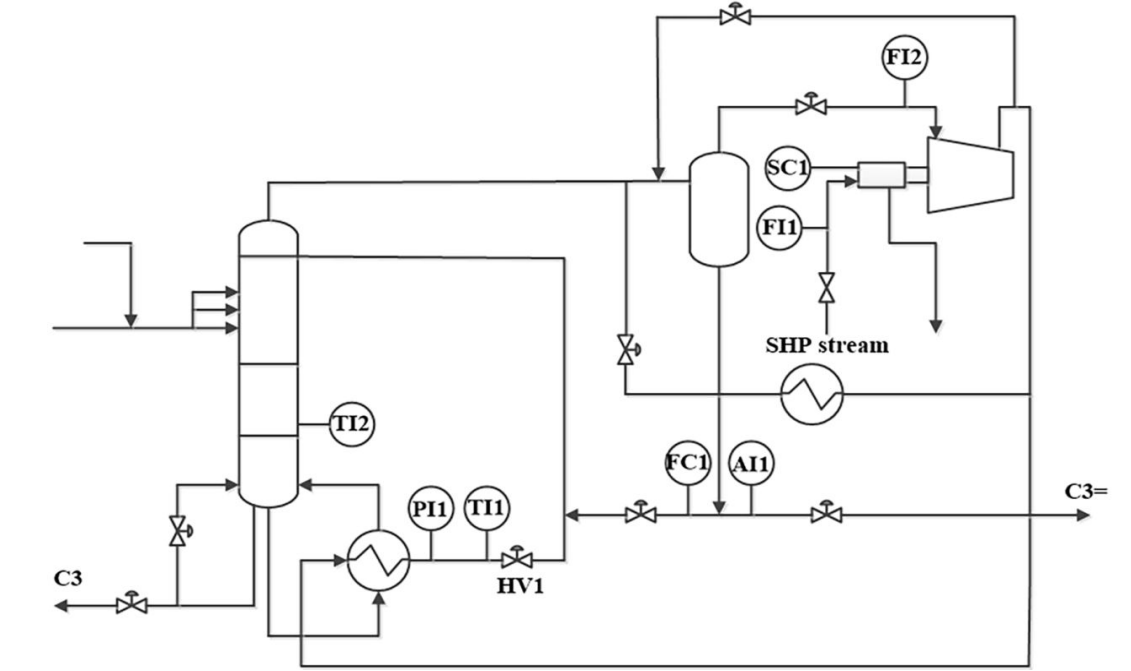 FI2
SC1
FI1
SHP stream
TI2
FC1
AI1
C3=
PI1
TI1
C3
HV1